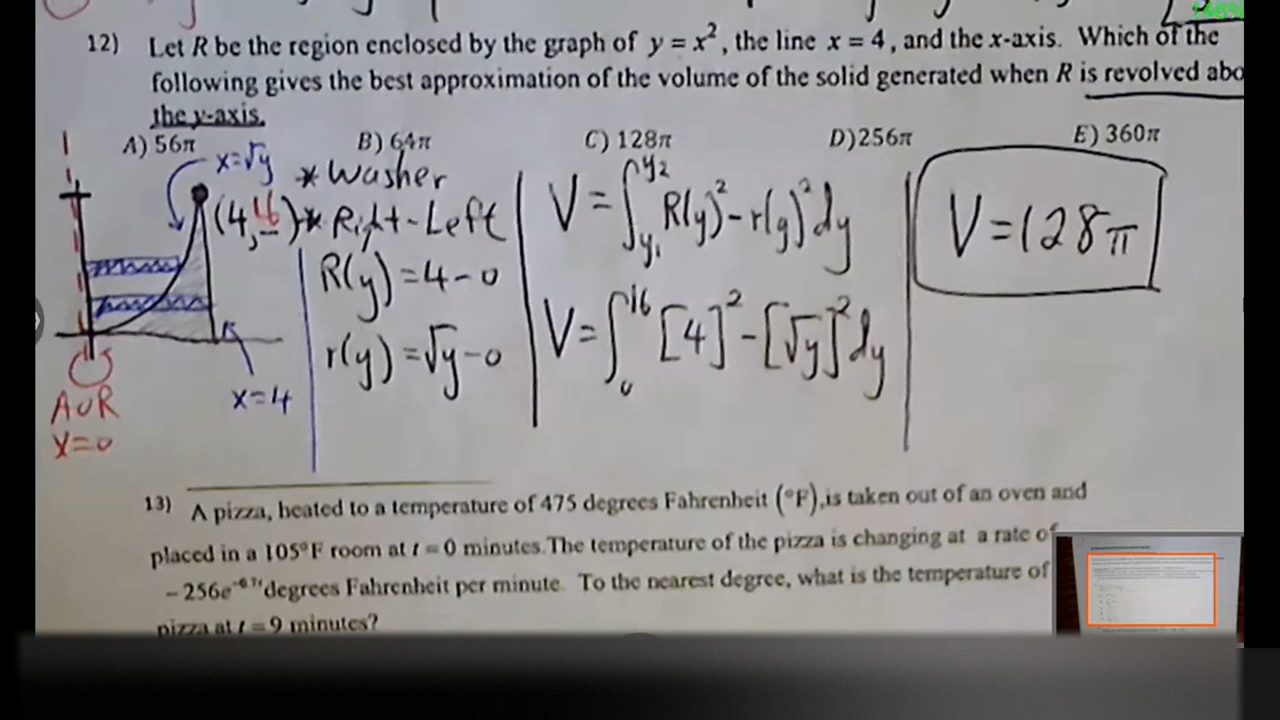 12) Let R be the region enclosed by the graph of y = x², the line x = 4, and the x-axis. Which of the
following gives the best approximation of the volume of the solid generated when R is revolved abo
the y-axis.
A) 56π B) 64π C) 128π D)256π E) 360π
x=√y * Washer
(4,16) * Right-Left
R(y)=4-0
r(y)=√y-0
x=4
AOR
y=0
V=∫y₁^y₂ R(y)²-r(y)²dy
V=∫₀^16 [4]²-[√y]²dy
V=128π
13) A pizza, heated to a temperature of 475 degrees Fahrenheit (°F),is taken out of an oven and
placed in a 105°F room at t = 0 minutes.The temperature of the pizza is changing at a rate of
-256e^-0.7t degrees Fahrenheit per minute. To the nearest degree, what is the temperature of
pizza at t = 9 minutes?